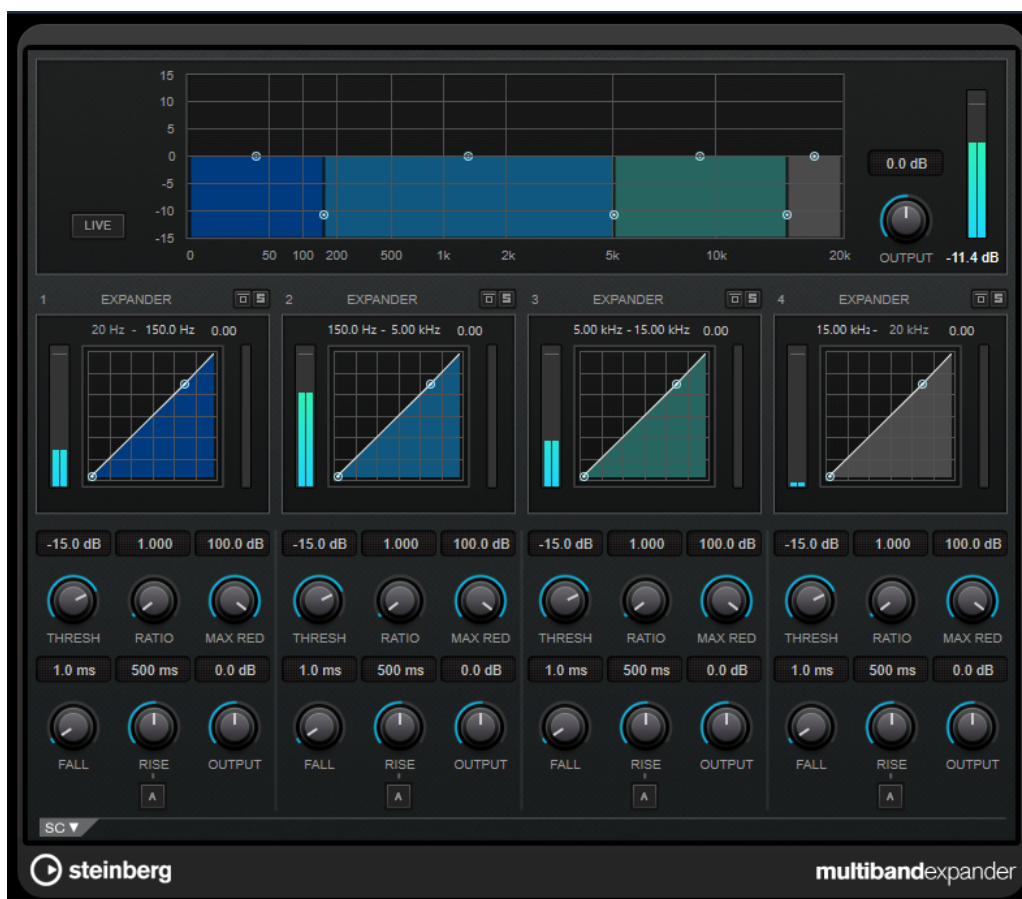 15
10
5
0
-5
-10
-15
LIVE
0 50 100 200 500 1k 2k 5k 10k 20k
0.0 dB
OUTPUT -11.4 dB
1 EXPANDER S 2 EXPANDER S 3 EXPANDER S 4 EXPANDER S
20 Hz - 150.0 Hz 0.00 150.0 Hz - 5.00 kHz 0.00 5.00 kHz - 15.00 kHz 0.00 15.00 kHz - 20 kHz 0.00
-15.0 dB 1.000 100.0 dB -15.0 dB 1.000 100.0 dB -15.0 dB 1.000 100.0 dB -15.0 dB 1.000 100.0 dB
THRESH RATIO MAX RED THRESH RATIO MAX RED THRESH RATIO MAX RED THRESH RATIO MAX RED
1.0 ms 500 ms 0.0 dB 1.0 ms 500 ms 0.0 dB 1.0 ms 500 ms 0.0 dB 1.0 ms 500 ms 0.0 dB
FALL RISE OUTPUT FALL RISE OUTPUT FALL RISE OUTPUT FALL RISE OUTPUT
A A A A
SC ▼
steinberg multibandexpander